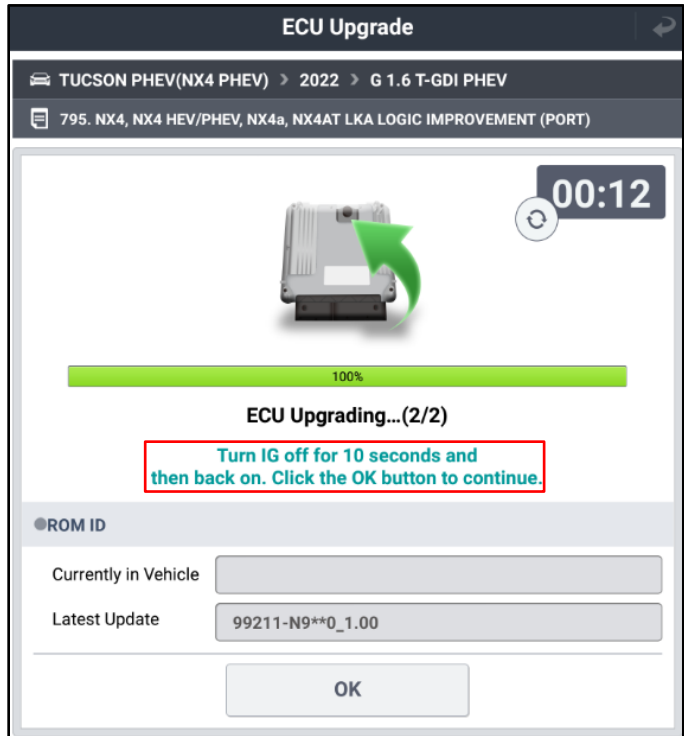 ECU Upgrade
TUCSON PHEV(NX4 PHEV) > 2022 > G 1.6 T-GDI PHEV
795. NX4, NX4 HEV/PHEV, NX4a, NX4AT LKA LOGIC IMPROVEMENT (PORT)
00:12
100%
ECU Upgrading...(2/2)
Turn IG off for 10 seconds and
then back on. Click the OK button to continue.
ROM ID
Currently in Vehicle
Latest Update 99211-N9**0_1.00
OK